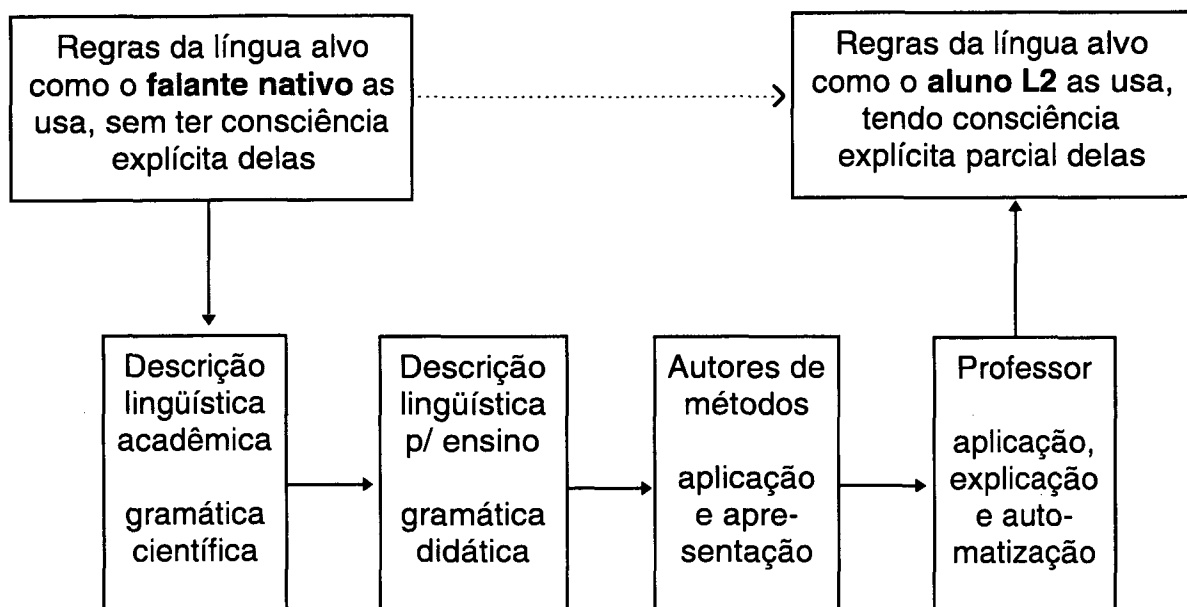 Regras da língua alvo
como o falante nativo as
usa, sem ter consciência
explícita delas
Regras da língua alvo
como o aluno L2 as usa,
tendo consciência
explícita parcial delas
Descrição
lingüística
acadêmica
gramática
científica
Descrição
lingüística
p/ ensino
gramática
didática
Autores de
métodos
aplicação
e apre-
sentação
Professor
aplicação,
explicação
e auto-
matização